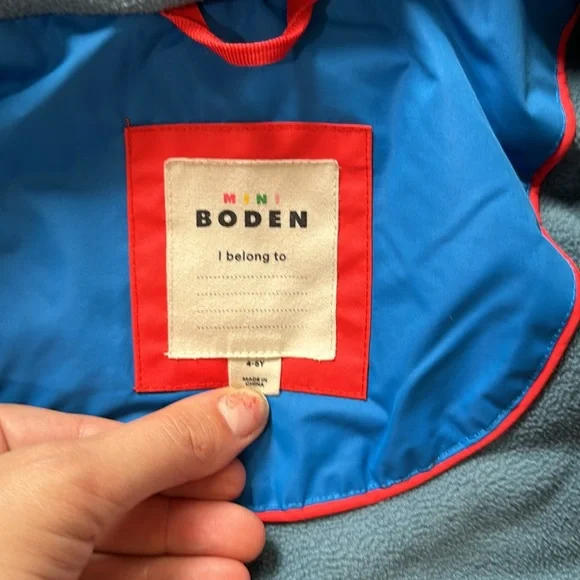 MINI
BODEN
I belong to
4-5Y
MADE IN
CHINA